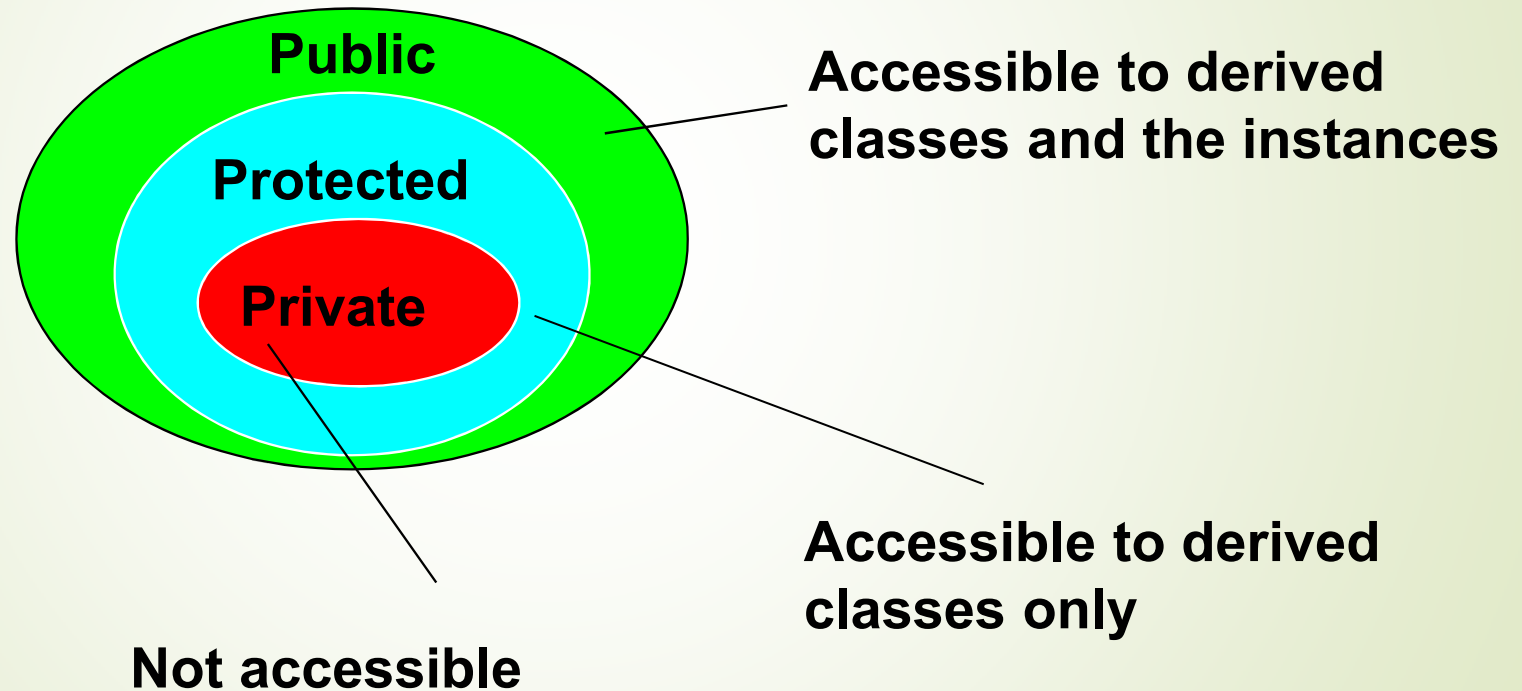 Public
Accessible to derived
classes and the instances
Protected
Private
Accessible to derived
classes only
Not accessible